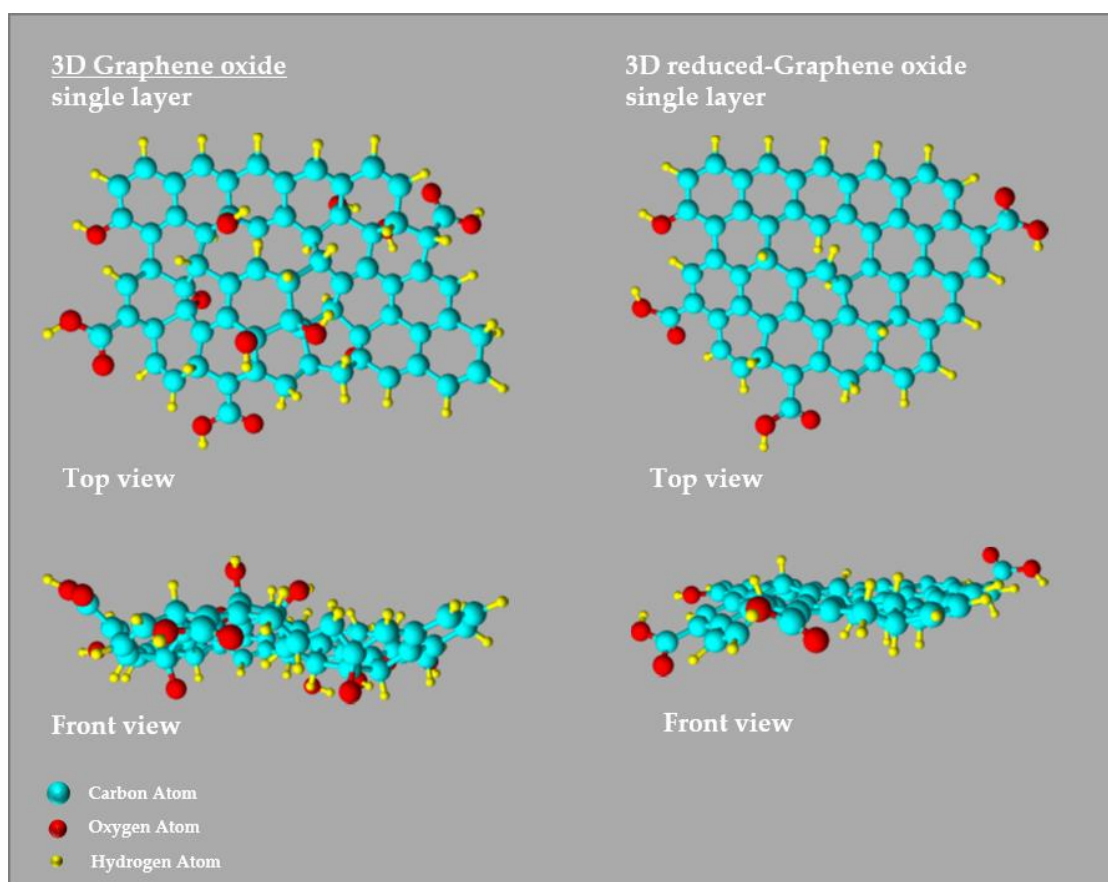 3D Graphene oxide
single layer
3D reduced-Graphene oxide
single layer
Top view
Top view
Front view
Front view
Carbon Atom
Oxygen Atom
Hydrogen Atom